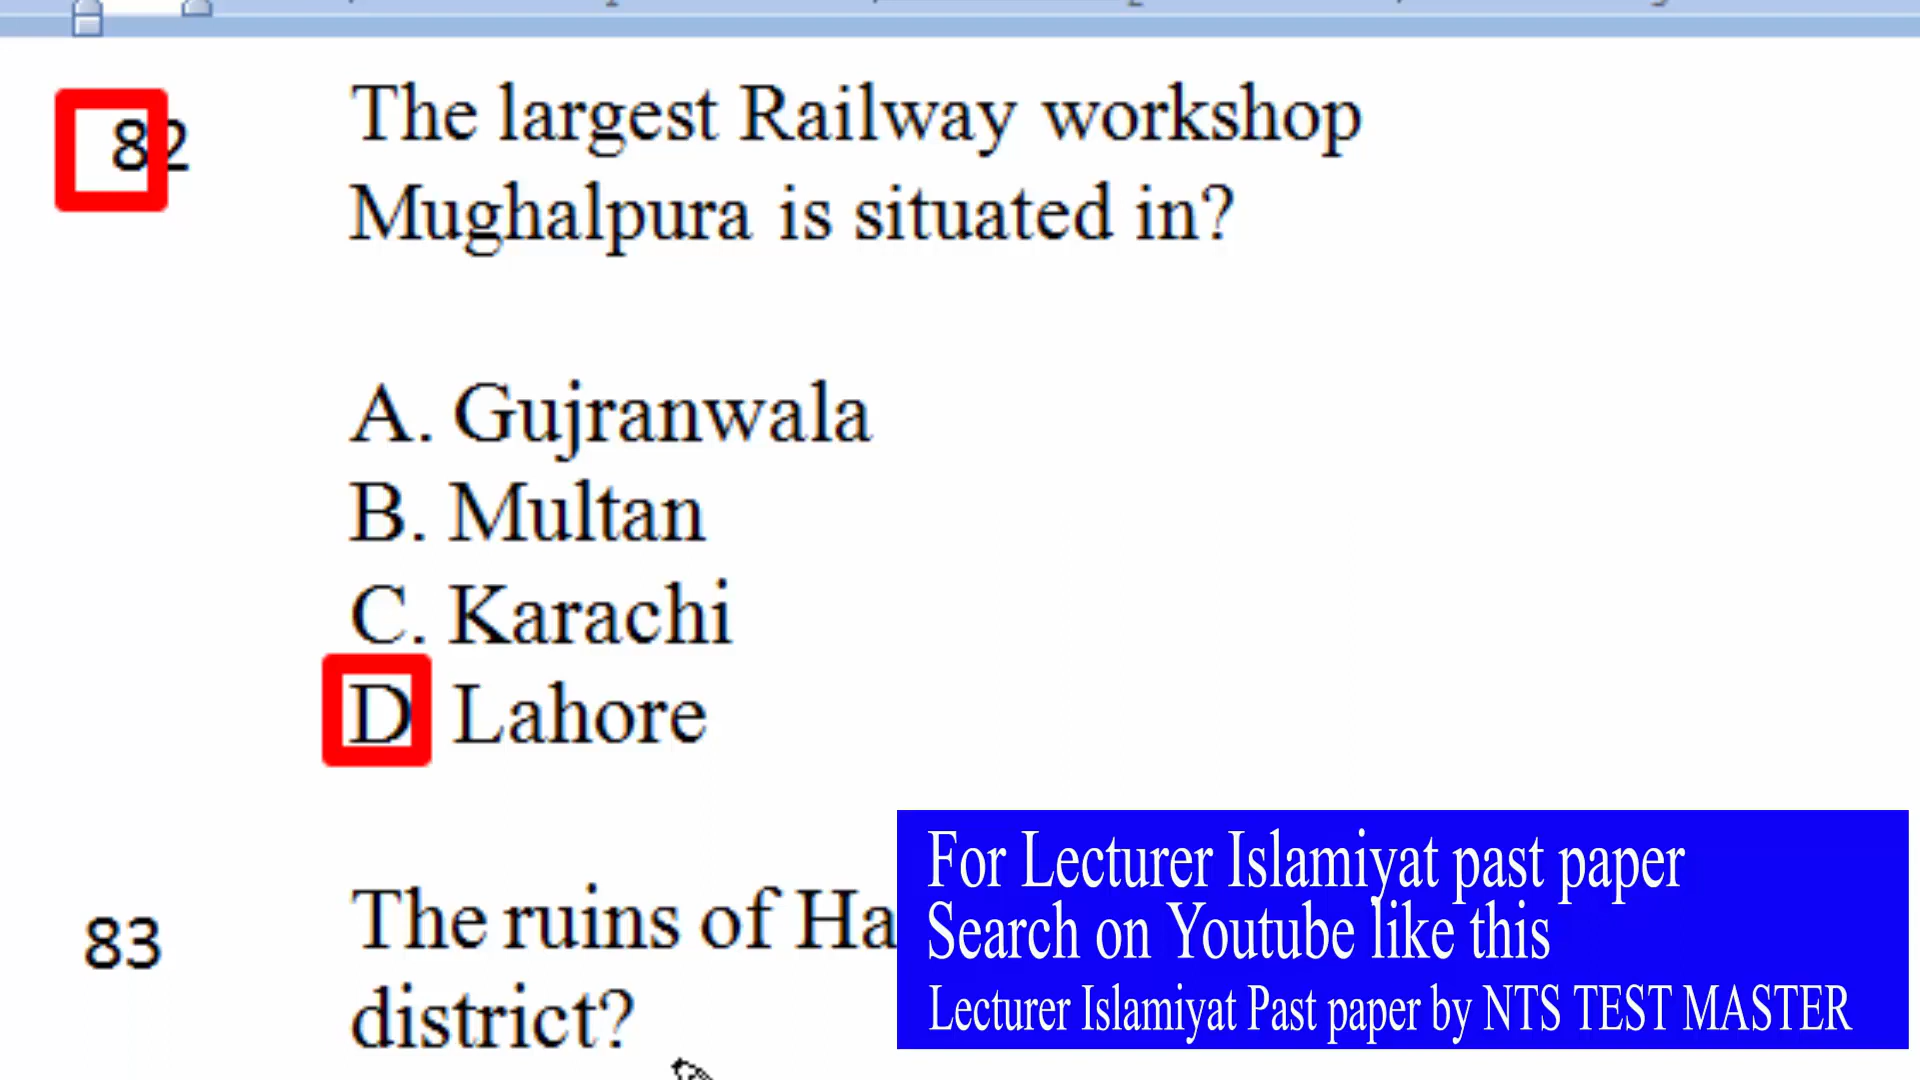 82
The largest Railway workshop
Mughalpura is situated in?
A. Gujranwala
B. Multan
C. Karachi
D Lahore
83
The ruins of
district?
For Lecturer Islamiyat past paper
Search on Youtube like this
Lecturer Islamiyat Past paper by NTS TEST MASTER